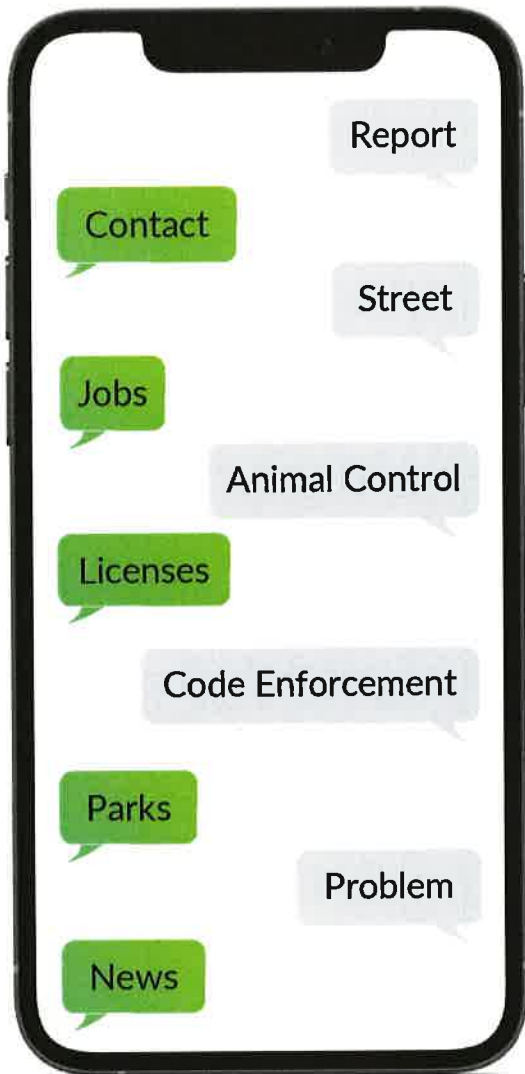 Report
Contact
Street
Jobs
Animal Control
Licenses
Code Enforcement
Parks
Problem
News